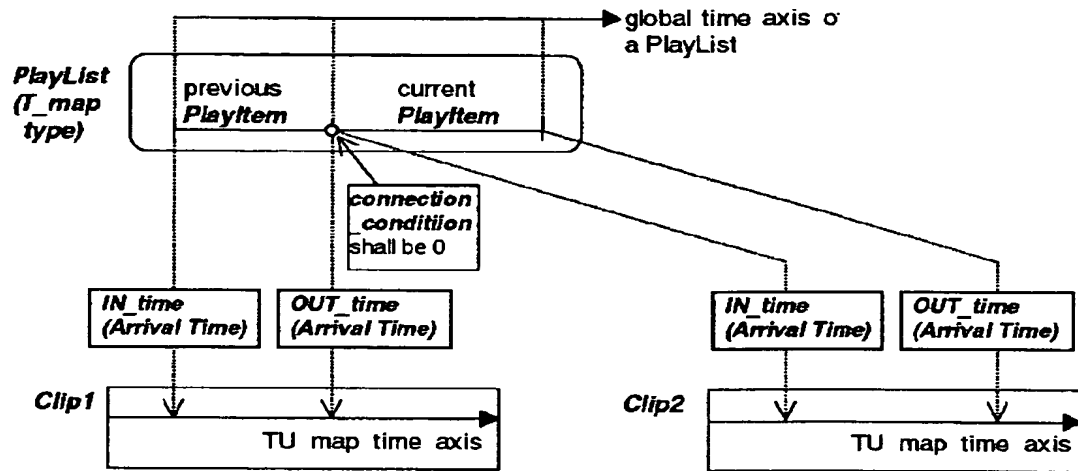 global time axis o
a PlayList
PlayList
(T_map
type)
previous
PlayItem
current
PlayItem
connection
_conditiion
shall be 0
IN_time
(Arrival Time)
OUT_time
(Arrival Time)
IN_time
(Arrival Time)
OUT_time
(Arrival Time)
Clip1
TU map time axis
Clip2
TU map time axis